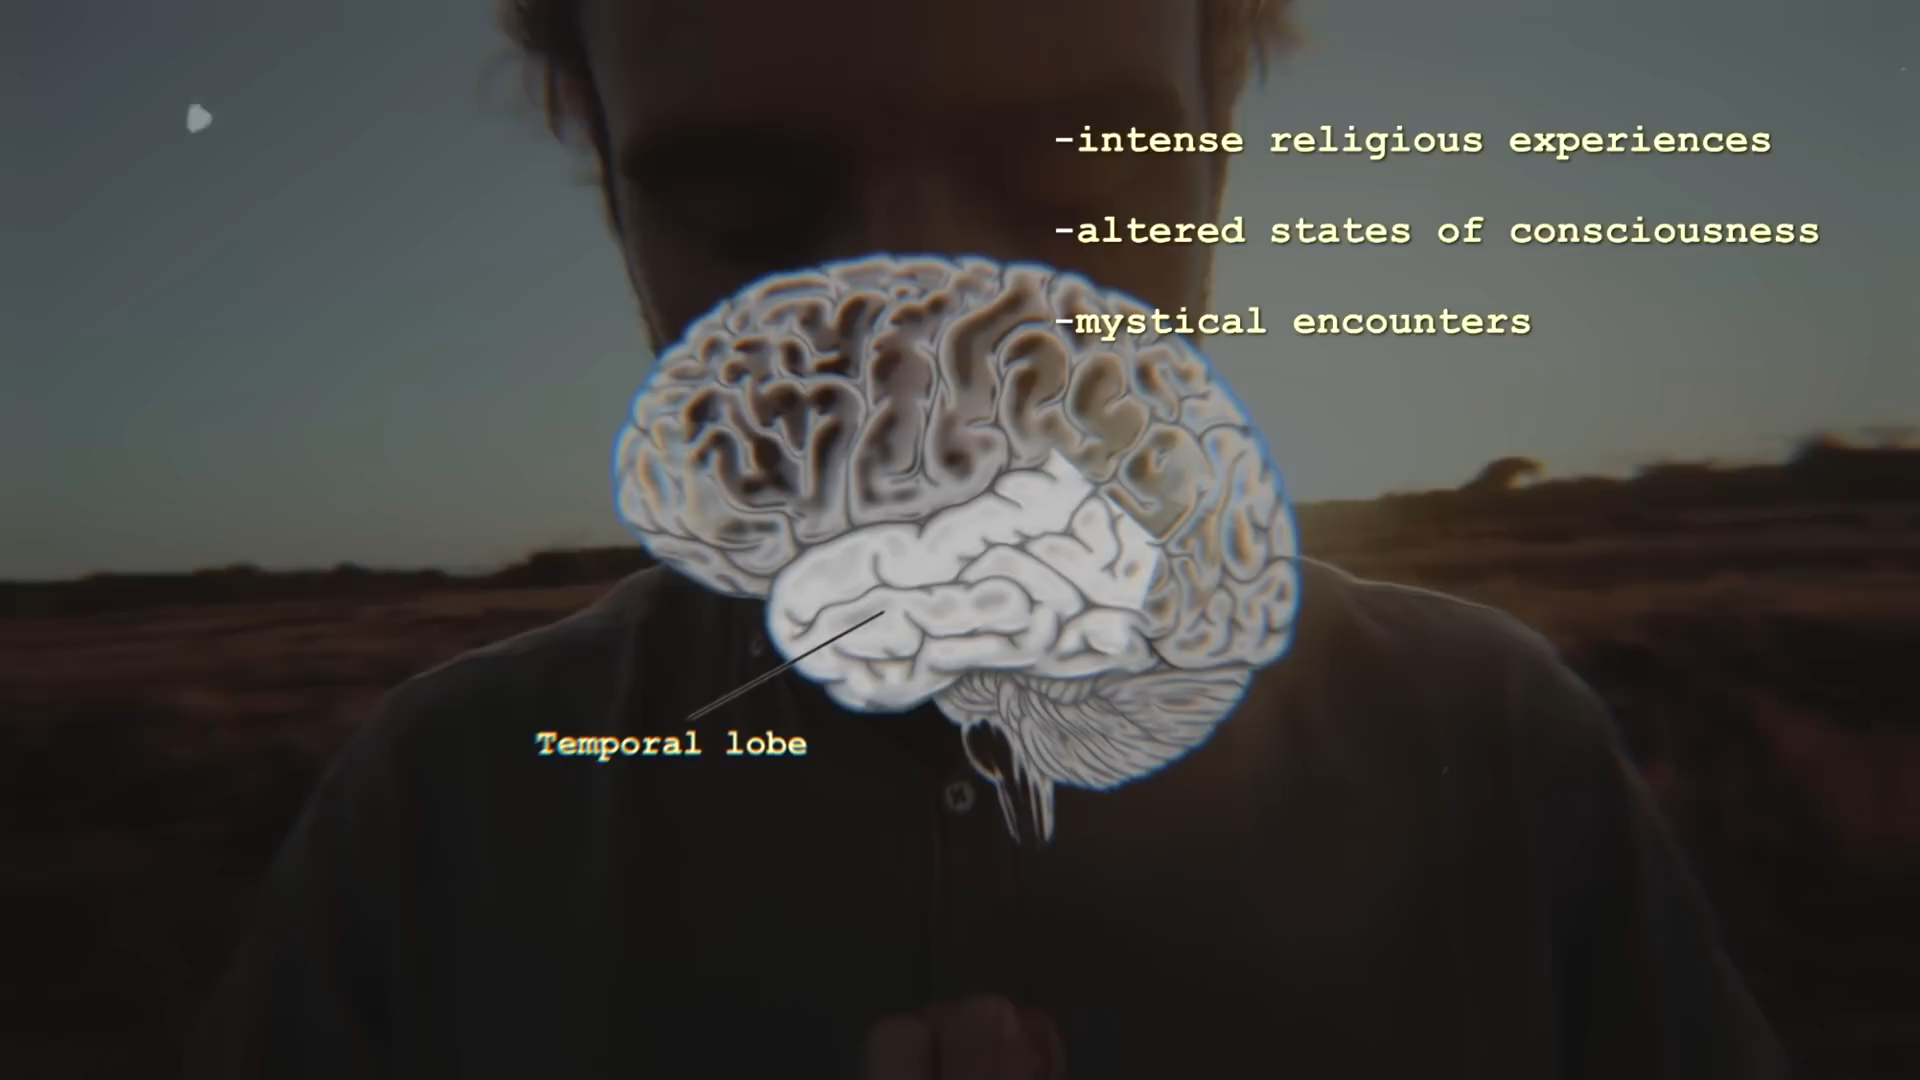 -intense religious experiences
-altered states of consciousness
-mystical encounters
Temporal lobe